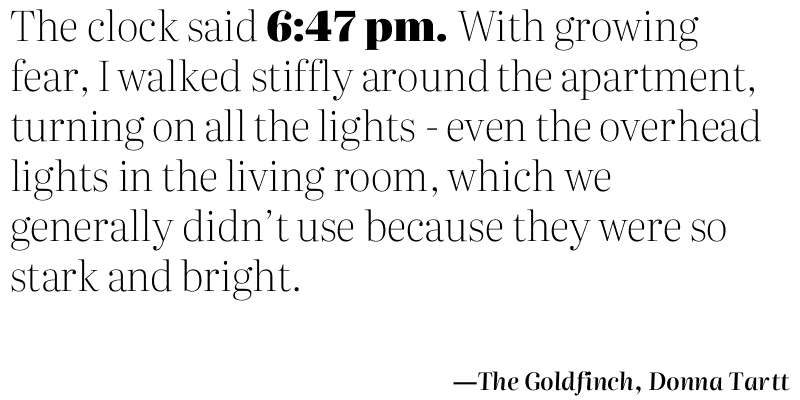 The clock said 6:47 pm. With growing
fear, I walked stiffly around the apartment,
turning on all the lights - even the overhead
lights in the living room, which we
generally didn’t use because they were so
stark and bright.
—The Goldfinch, Donna Tartt